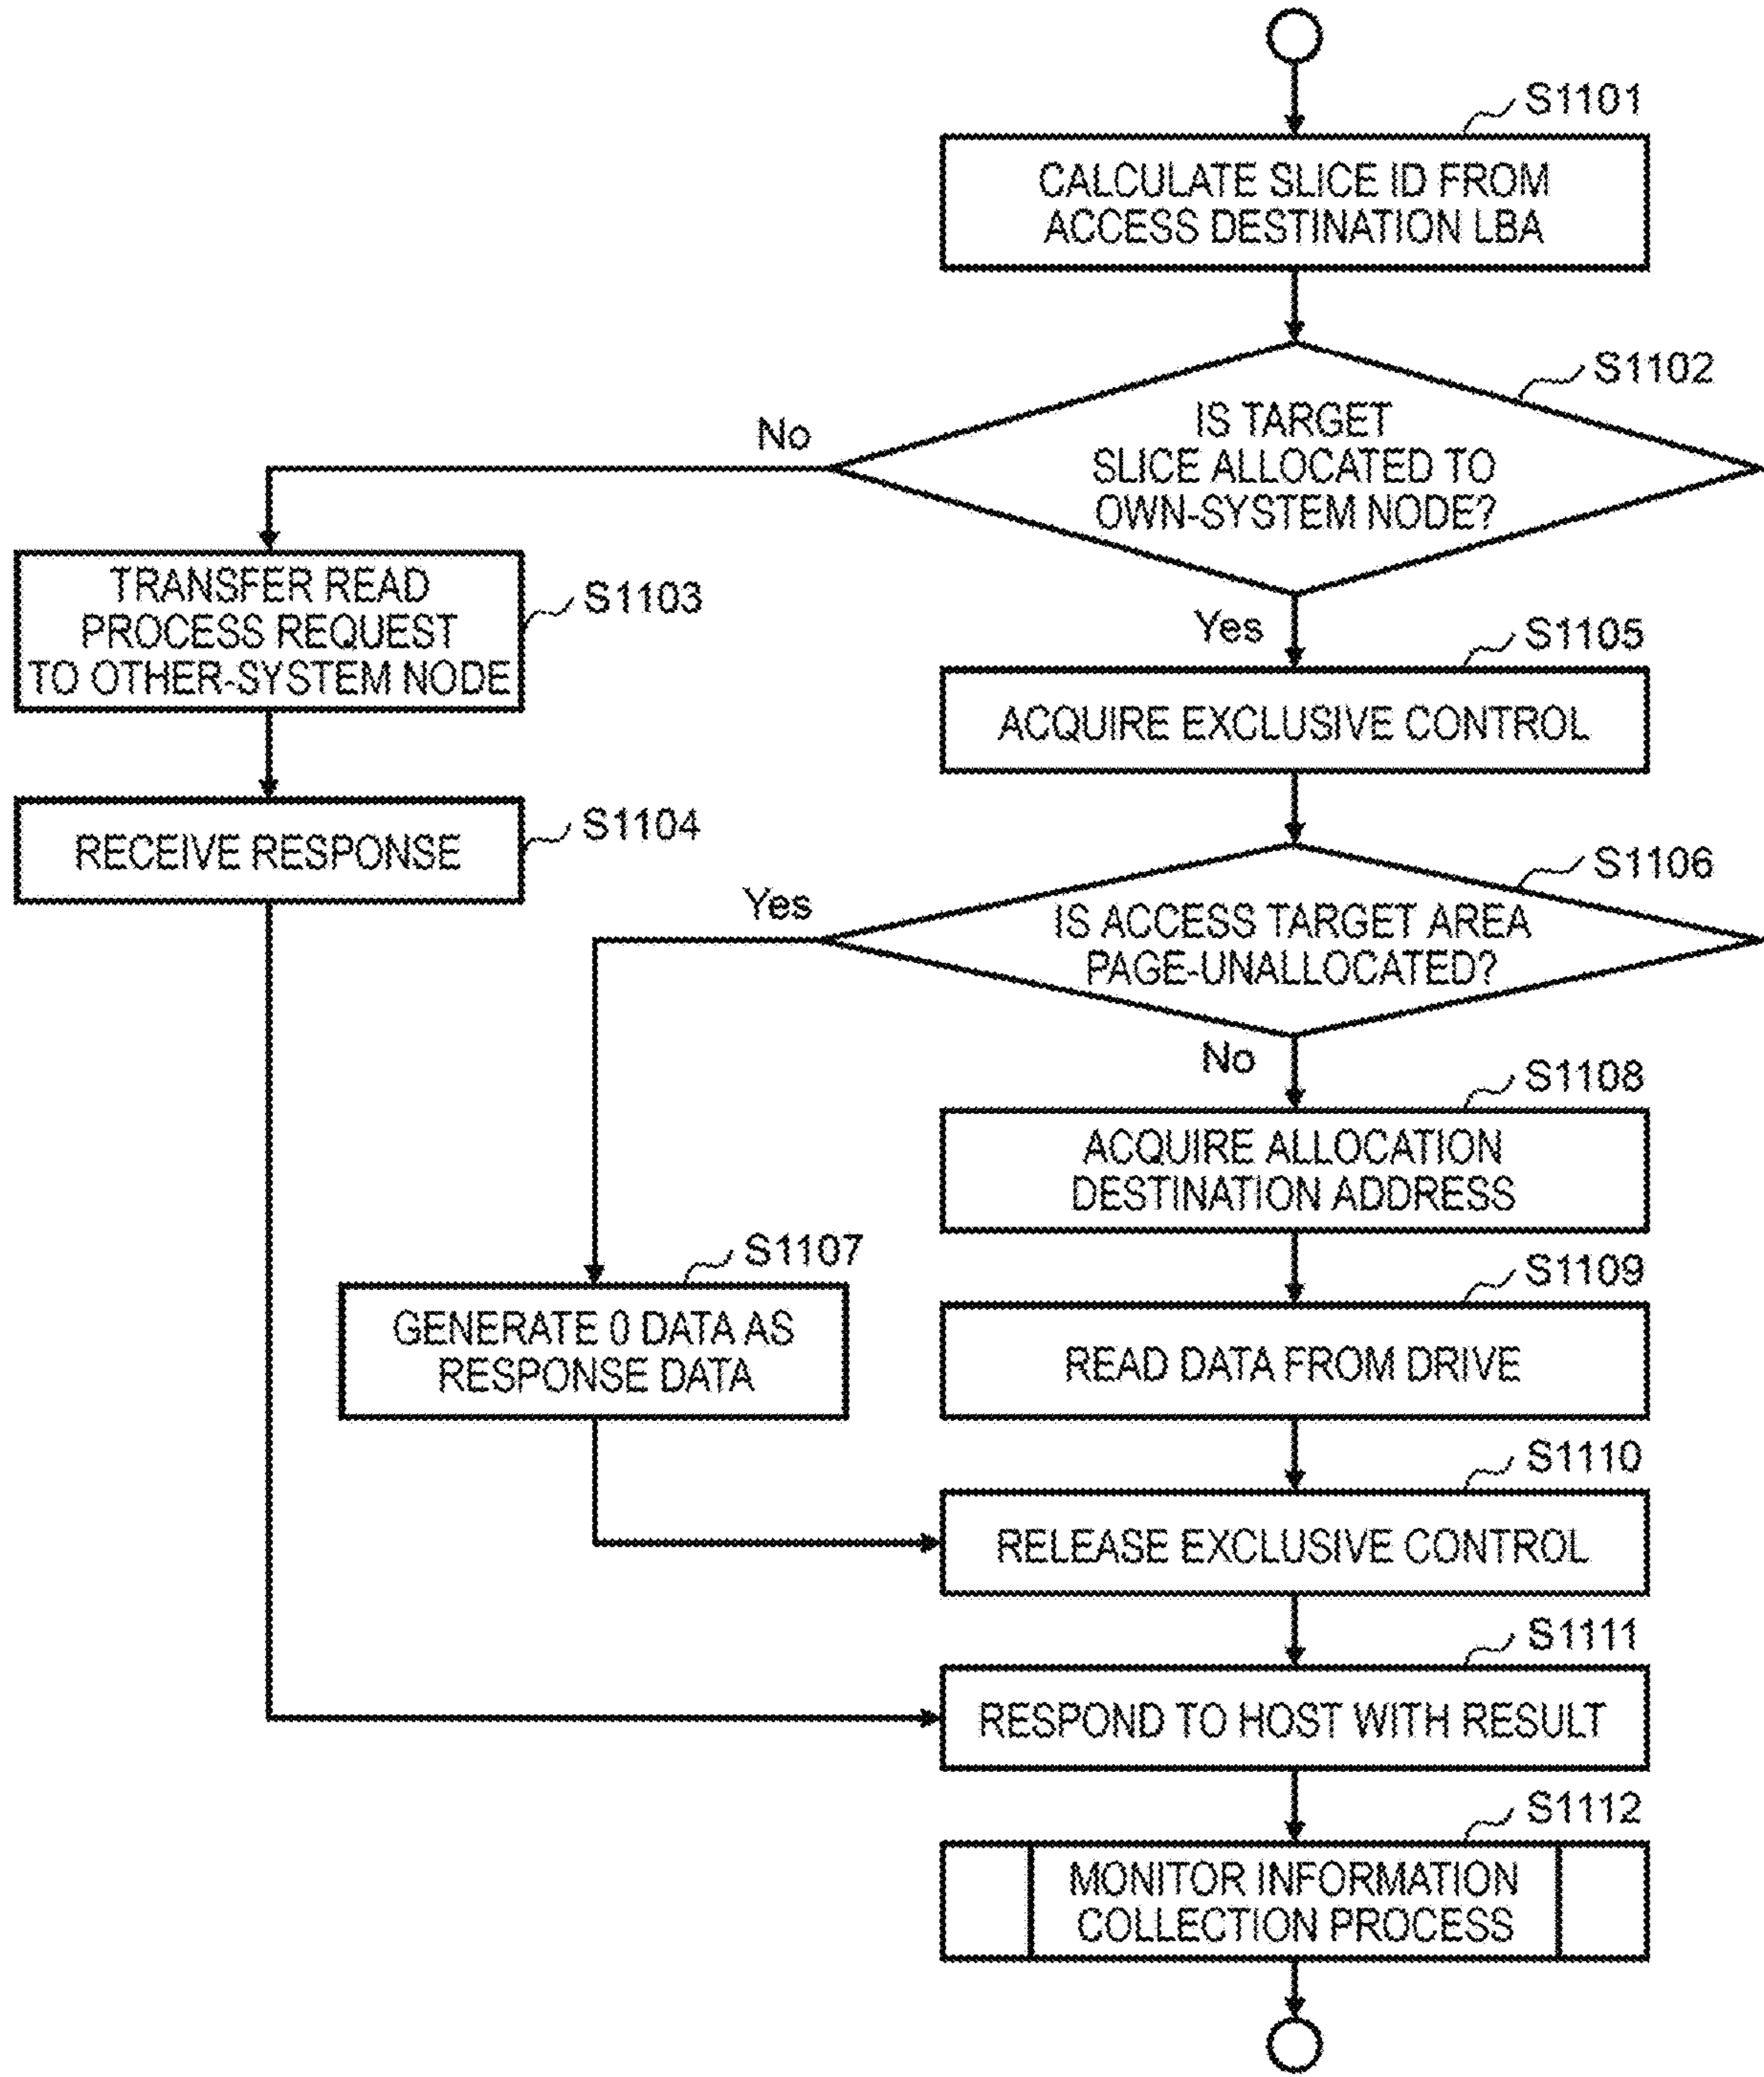 S1101
CALCULATE SLICE ID FROM
ACCESS DESTINATION LBA
S1102
IS TARGET
SLICE ALLOCATED TO
OWN-SYSTEM NODE?
No
Yes
TRANSFER READ
PROCESS REQUEST
TO OTHER-SYSTEM NODE
S1103
S1105
ACQUIRE EXCLUSIVE CONTROL
RECEIVE RESPONSE
S1104
S1106
IS ACCESS TARGET AREA
PAGE-UNALLOCATED?
Yes
No
S1108
ACQUIRE ALLOCATION
DESTINATION ADDRESS
S1107
GENERATE 0 DATA AS
RESPONSE DATA
S1109
READ DATA FROM DRIVE
S1110
RELEASE EXCLUSIVE CONTROL
S1111
RESPOND TO HOST WITH RESULT
S1112
MONITOR INFORMATION
COLLECTION PROCESS